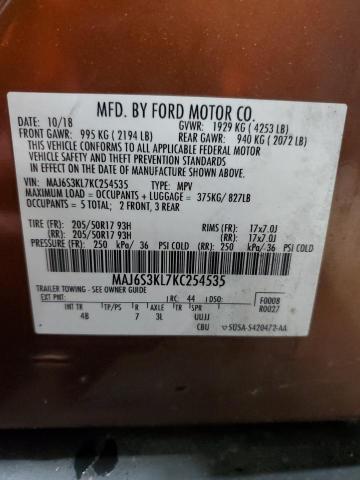 MFD. BY FORD MOTOR CO.
DATE: 10/18 GVWR: 1929 KG (4253 LB)
FRONT GAWR: 995 KG (2194 LB) REAR GAWR: 940 KG (2072 LB)
THIS VEHICLE CONFORMS TO ALL APPLICABLE FEDERAL MOTOR
VEHICLE SAFETY AND THEFT PREVENTION STANDARDS IN EFFECT ON
THE DATE OF MANUFACTURE SHOWN ABOVE.
VIN: MAJ6S3KL7KC254535 TYPE: MPV
MAXIMUM LOAD = OCCUPANTS + LUGGAGE = 375KG/ 827LB
OCCUPANTS = 5 TOTAL; 2 FRONT, 3 REAR
TIRE (FR): 205/50R17 93H RIMS (FR): 17x7.0J
(RR): 205/50R17 93H (RR): 17x7.0J
PRESSURE (FR): 250 kPa/ 36 PSI COLD (RR): 250 kPa/ 36 PSI COLD
MAJ6S3KL7KC254535
TRAILER TOWING - SEE OWNER GUIDE
EXT PNT: RC: 44 DSO: F0008
R0027
INT TR TP/PS R AXLE TR SPR
4B 7 3L UUJJ
CBU SU5A-5420472-AA